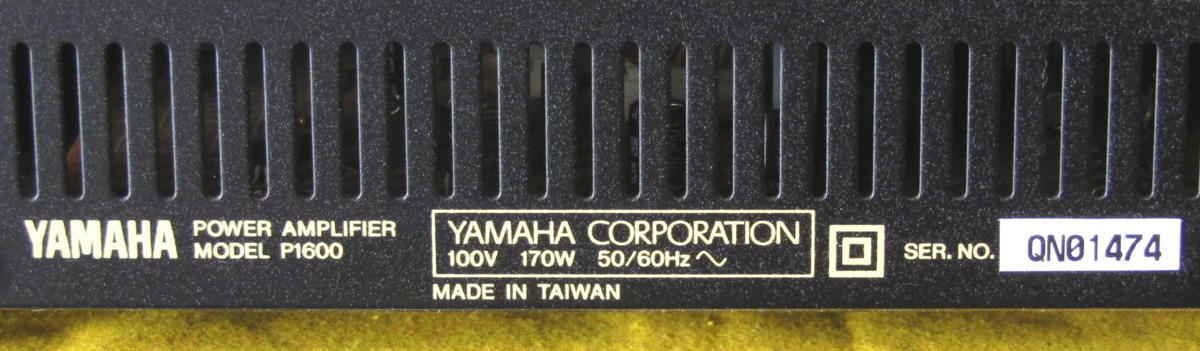 YAMAHA
POWER AMPLIFIER
MODEL P1600
YAMAHA CORPORATION
100V 170W 50/60Hz ～
MADE IN TAIWAN
SER. NO. QN01474